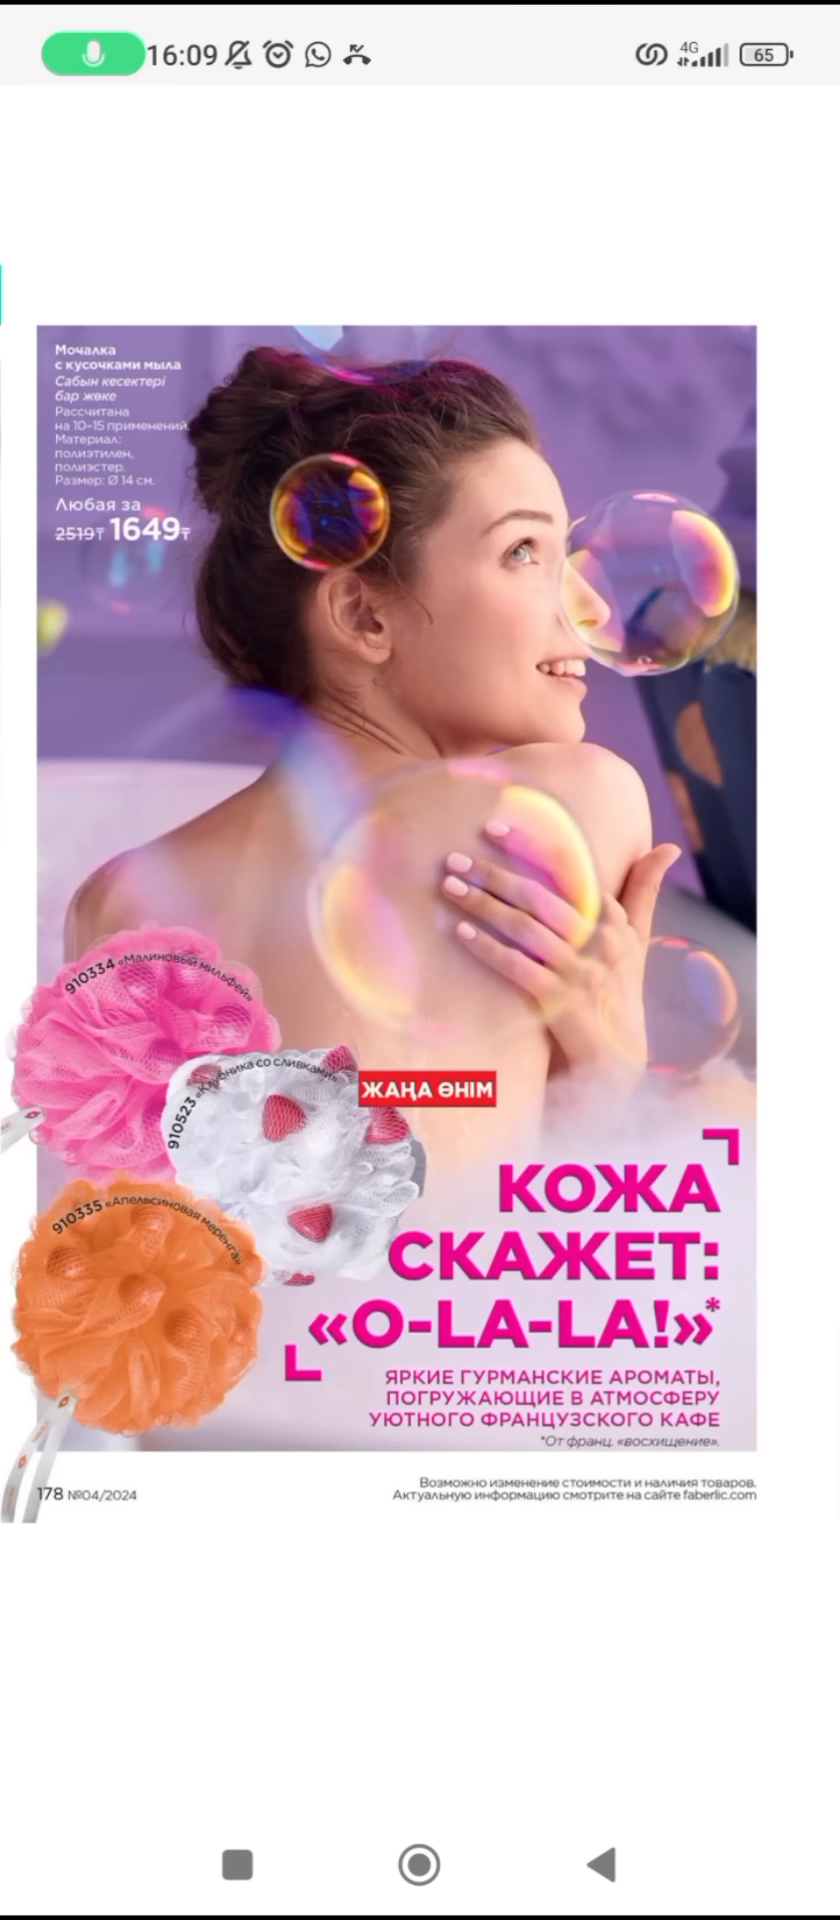 16:09
4G
65
Мочалка
с кусочками мыла
Сабын кесектері
бар жөке
Рассчитана
на 10–15 применений.
Материал:
полиэтилен,
полиэстер.
Размер: Ø 14 см.
Любая за
2519₸ 1649₸
910334 «Малиновый мильфей»
910523 «Клубника со сливками»
910335 «Апельсиновая меренга»
ЖАҢА ӨНІМ
КОЖА
СКАЖЕТ:
«O-LA-LA!»*
ЯРКИЕ ГУРМАНСКИЕ АРОМАТЫ,
ПОГРУЖАЮЩИЕ В АТМОСФЕРУ
УЮТНОГО ФРАНЦУЗСКОГО КАФЕ
*От франц. «восхищение».
178 №04/2024
Возможно изменение стоимости и наличия товаров.
Актуальную информацию смотрите на сайте faberlic.com